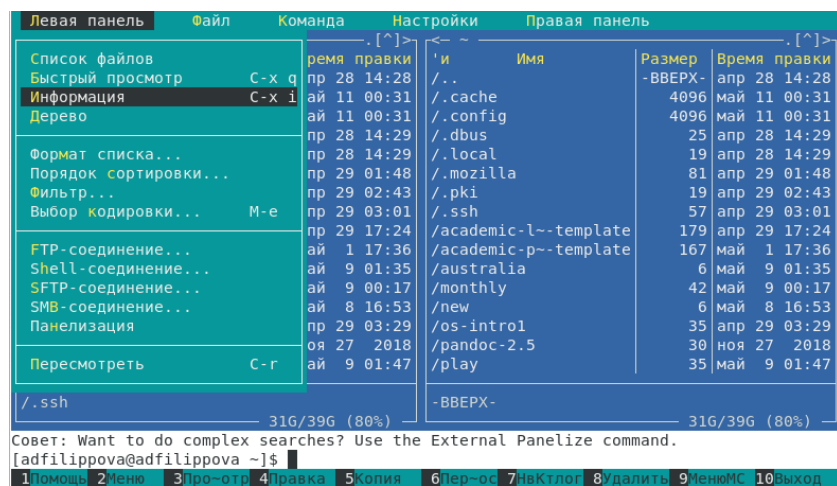 Левая панель Файл Команда Настройки Правая панель
.[^]> <— ~ .[^]>
Список файлов ремя правки 'и Имя Размер Время правки
Быстрый просмотр C-x q пр 28 14:28 /.. -ВВЕРХ- апр 28 14:28
Информация C-x i ай 11 00:31 /.cache 4096 май 11 00:31
Дерево ай 11 00:31 /.config 4096 май 11 00:31
пр 28 14:29 /.dbus 25 апр 28 14:29
Формат списка... пр 28 14:29 /.local 19 апр 28 14:29
Порядок сортировки... пр 29 01:48 /.mozilla 81 апр 29 01:48
Фильтр... пр 29 02:43 /.pki 19 апр 29 02:43
Выбор кодировки... M-e пр 29 03:01 /.ssh 57 апр 29 03:01
пр 29 17:24 /academic-l~-template 179 апр 29 17:24
FTP-соединение... ай 1 17:36 /academic-p~-template 167 май 1 17:36
Shell-соединение... ай 9 01:35 /australia 6 май 9 01:35
SFTP-соединение... ай 9 00:17 /monthly 42 май 9 00:17
SMB-соединение... ай 8 16:53 /new 6 май 8 16:53
Панелизация пр 29 03:29 /os-intro1 35 апр 29 03:29
оя 27 2018 /pandoc-2.5 30 ноя 27 2018
Пересмотреть C-r ай 9 01:47 /play 35 май 9 01:47
/.ssh -ВВЕРХ-
31G/39G (80%) 31G/39G (80%)
Совет: Want to do complex searches? Use the External Panelize command.
[adfilippova@adfilippova ~]$
1Помощь 2Меню 3Про~отр 4Правка 5Копия 6Пер~ос 7НвКтлог 8Удалить 9МенюMC 10Выход